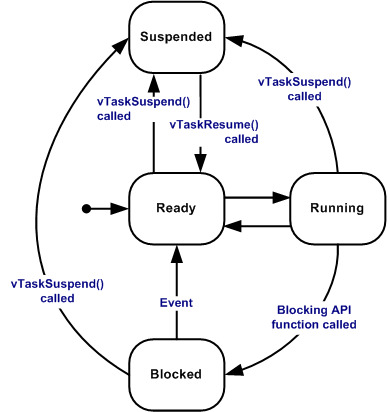 Suspended
vTaskSuspend()
called
vTaskSuspend()
called
vTaskResume()
called
Ready
Running
vTaskSuspend()
called
Event
Blocking API
function called
Blocked